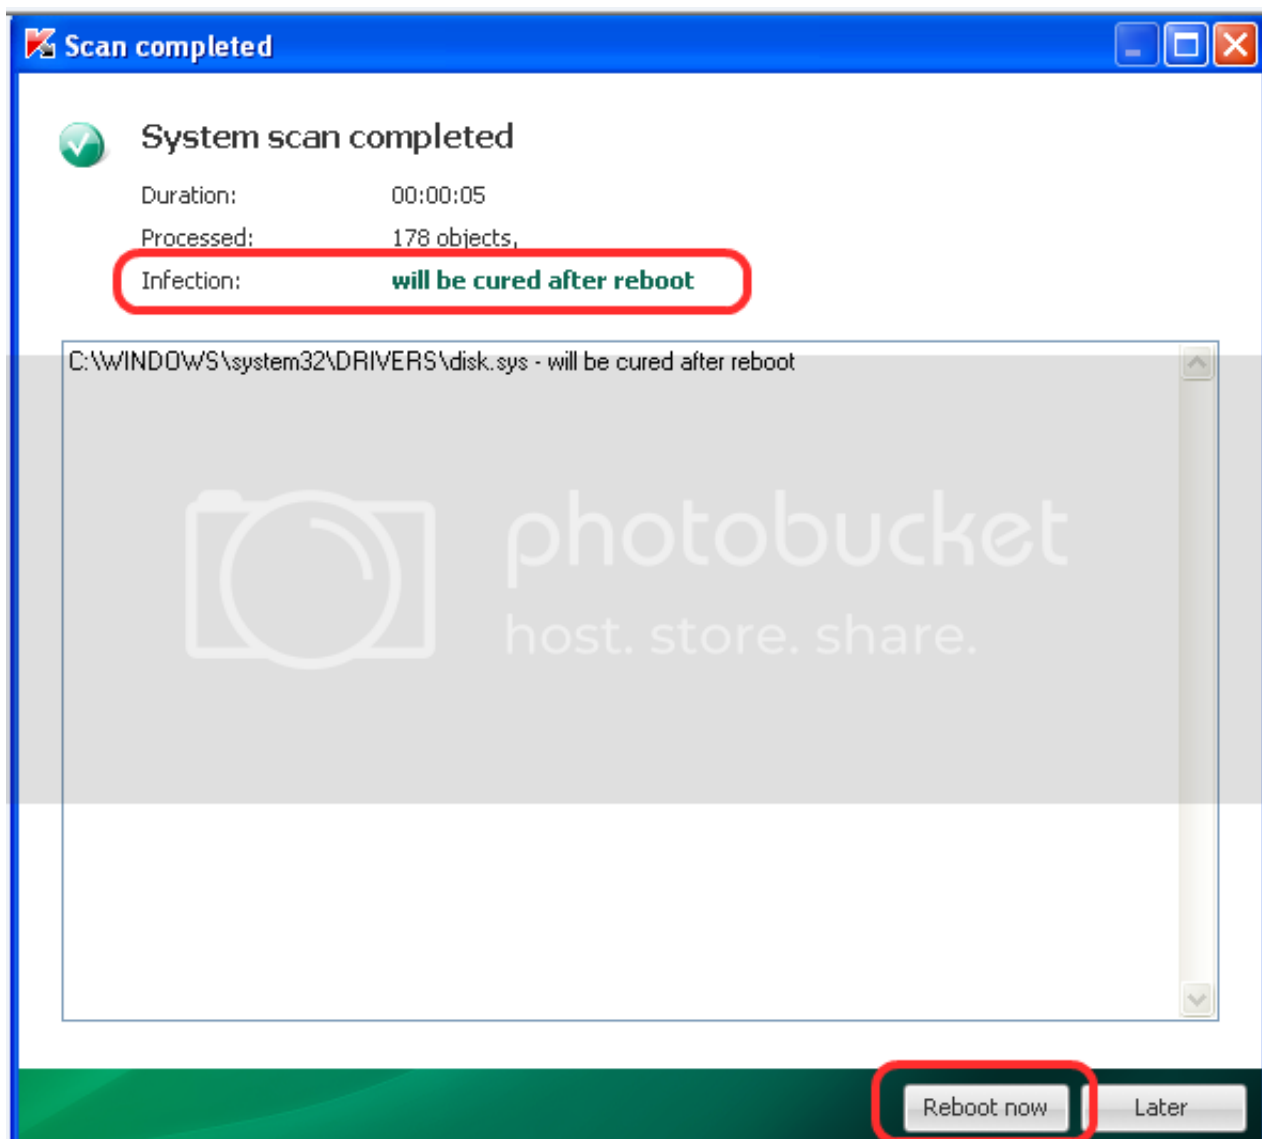 Scan completed
System scan completed
Duration: 00:00:05
Processed: 178 objects,
Infection: will be cured after reboot
C:\WINDOWS\system32\DRIVERS\disk.sys - will be cured after reboot
photobucket
host. store. share.
Reboot now Later